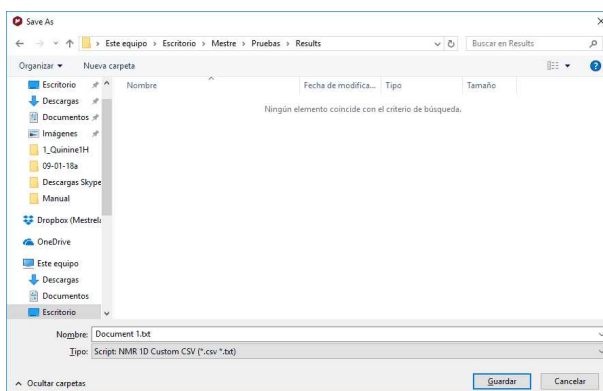 Save As
Este equipo > Escritorio > Mestre > Pruebas > Results
Buscar en Results
Organizar Nueva carpeta
Nombre Fecha de modifica... Tipo Tamaño
Ningún elemento coincide con el criterio de búsqueda.
Escritorio
Descargas
Documentos
Imágenes
1_Quinine1H
09-01-18a
Descargas Skype
Manual
Dropbox (Mestrela
OneDrive
Este equipo
Descargas
Documentos
Escritorio
Nombre: Document 1.txt
Tipo: Script: NMR 1D Custom CSV (*.csv *.txt)
Ocultar carpetas Guardar Cancelar